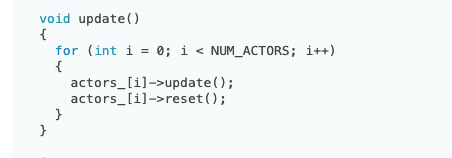 void update()
{
  for (int i = 0; i < NUM_ACTORS; i++)
  {
    actors_[i]->update();
    actors_[i]->reset();
  }
}